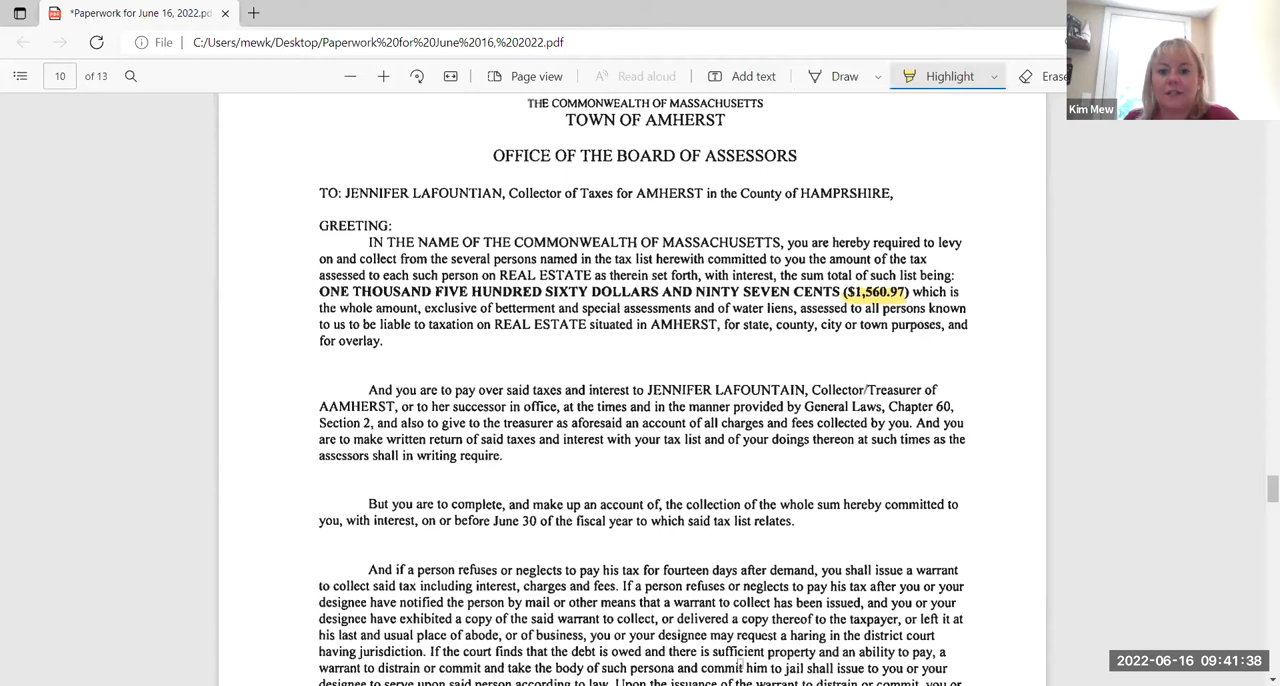 *Paperwork for June 16, 2022.pd
File
C:/Users/mewk/Desktop/Paperwork%20for%20June%2016,%202022.pdf
10 of 13
Page view
Read aloud
Add text
Draw
Highlight
Erase
Kim Mew
THE COMMONWEALTH OF MASSACHUSETTS
TOWN OF AMHERST
OFFICE OF THE BOARD OF ASSESSORS
TO: JENNIFER LAFOUNTIAN, Collector of Taxes for AMHERST in the County of HAMPRSHIRE,
GREETING:
IN THE NAME OF THE COMMONWEALTH OF MASSACHUSETTS, you are hereby required to levy
on and collect from the several persons named in the tax list herewith committed to you the amount of the tax
assessed to each such person on REAL ESTATE as therein set forth, with interest, the sum total of such list being:
ONE THOUSAND FIVE HUNDRED SIXTY DOLLARS AND NINTY SEVEN CENTS ($1,560.97) which is
the whole amount, exclusive of betterment and special assessments and of water liens, assessed to all persons known
to us to be liable to taxation on REAL ESTATE situated in AMHERST, for state, county, city or town purposes, and
for overlay.
And you are to pay over said taxes and interest to JENNIFER LAFOUNTAIN, Collector/Treasurer of
AAMHERST, or to her successor in office, at the times and in the manner provided by General Laws, Chapter 60,
Section 2, and also to give to the treasurer as aforesaid an account of all charges and fees collected by you. And you
are to make written return of said taxes and interest with your tax list and of your doings thereon at such times as the
assessors shall in writing require.
But you are to complete, and make up an account of, the collection of the whole sum hereby committed to
you, with interest, on or before June 30 of the fiscal year to which said tax list relates.
And if a person refuses or neglects to pay his tax for fourteen days after demand, you shall issue a warrant
to collect said tax including interest, charges and fees. If a person refuses or neglects to pay his tax after you or your
designee have notified the person by mail or other means that a warrant to collect has been issued, and you or your
designee have exhibited a copy of the said warrant to collect, or delivered a copy thereof to the taxpayer, or left it at
his last and usual place of abode, or of business, you or your designee may request a haring in the district court
having jurisdiction. If the court finds that the debt is owed and there is sufficient property and an ability to pay, a
warrant to distrain or commit and take the body of such persona and commit him to jail shall issue to you or your
designee to serve upon said person according to law. Upon the issuance of the warrant to distrain or commit, you or
2022-06-16 09:41:38